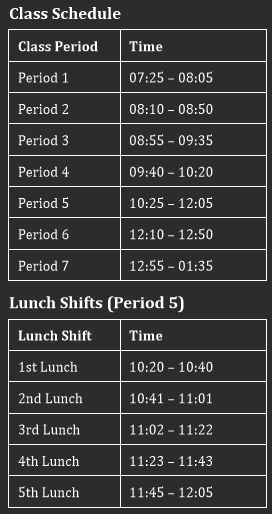 Class Schedule
Class Period Time
Period 1 07:25 – 08:05
Period 2 08:10 – 08:50
Period 3 08:55 – 09:35
Period 4 09:40 – 10:20
Period 5 10:25 – 12:05
Period 6 12:10 – 12:50
Period 7 12:55 – 01:35
Lunch Shifts (Period 5)
Lunch Shift Time
1st Lunch 10:20 – 10:40
2nd Lunch 10:41 – 11:01
3rd Lunch 11:02 – 11:22
4th Lunch 11:23 – 11:43
5th Lunch 11:45 – 12:05